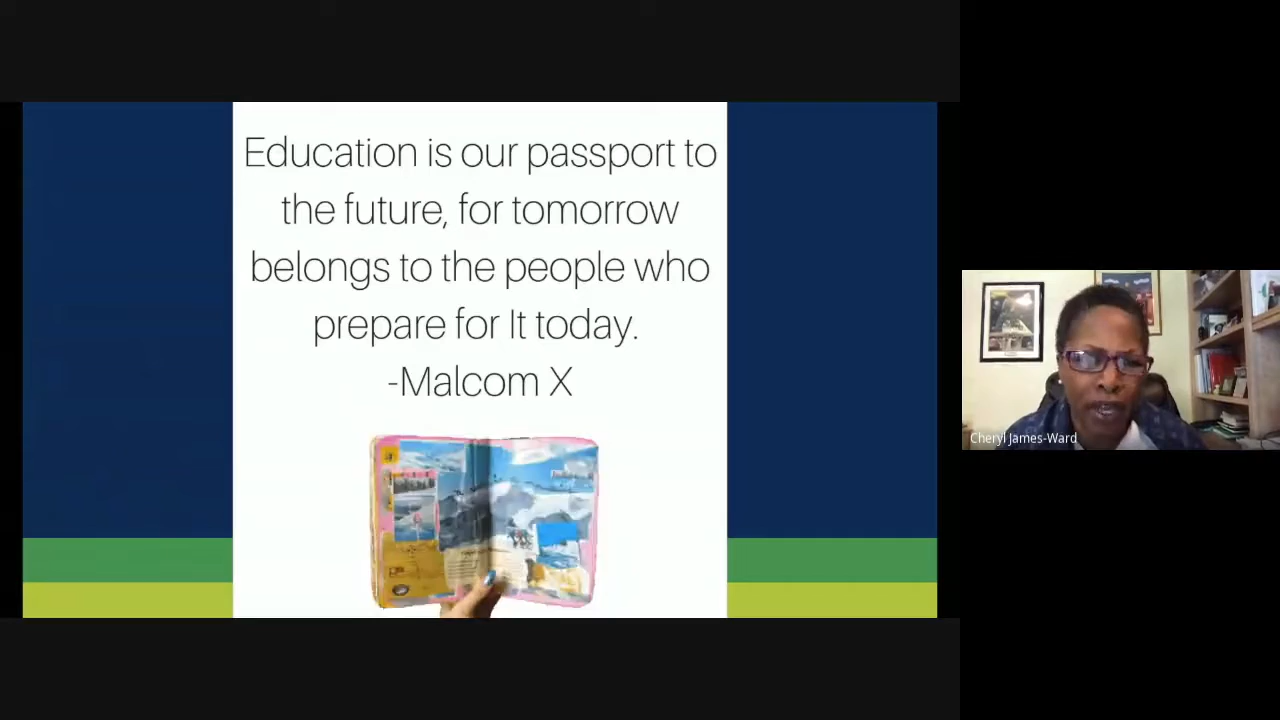 Education is our passport to
the future, for tomorrow
belongs to the people who
prepare for It today.
-Malcom X
Cheryl James-Ward